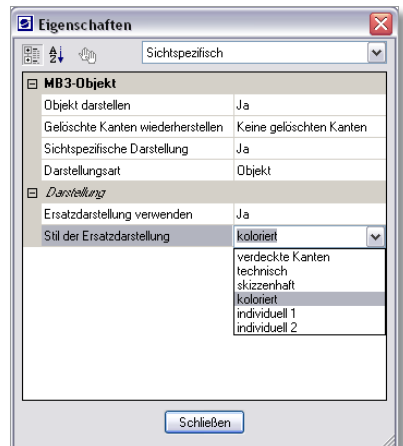 Eigenschaften
Sichtspezifisch
MB3-Objekt
Objekt darstellen Ja
Gelöschte Kanten wiederherstellen Keine gelöschten Kanten
Sichtspezifische Darstellung Ja
Darstellungsart Objekt
Darstellung
Ersatzdarstellung verwenden Ja
Stil der Ersatzdarstellung koloriert
verdeckte Kanten
technisch
skizzenhaft
koloriert
individuell 1
individuell 2
Schließen